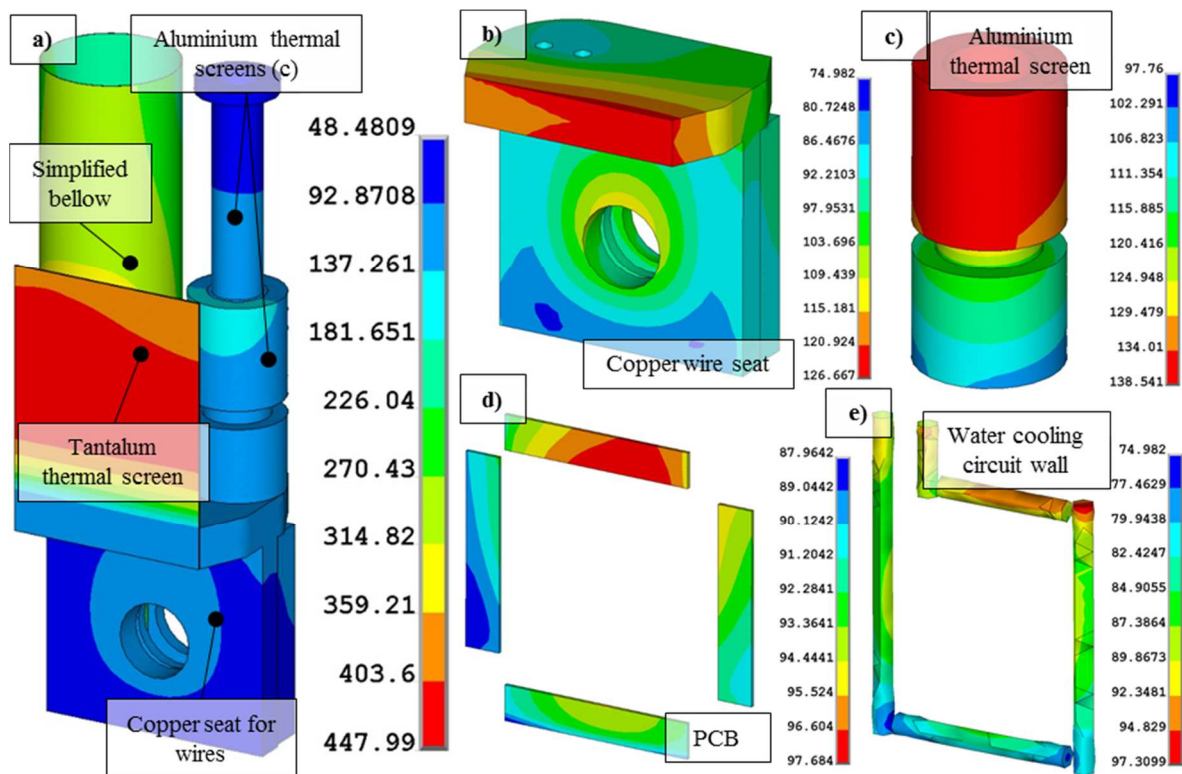 a)
Aluminium thermal
screens (c)
Simplified
bellow
Tantalum
thermal screen
Copper seat for
wires
48.4809
92.8708
137.261
181.651
226.04
270.43
314.82
359.21
403.6
447.99
b)
Copper wire seat
74.982
80.7248
86.4676
92.2103
97.9531
103.696
109.439
115.181
120.924
126.667
c)
Aluminium
thermal screen
97.76
102.291
106.823
111.354
115.885
120.416
124.948
129.479
134.01
138.541
d)
PCB
87.9642
89.0442
90.1242
91.2042
92.2841
93.3641
94.4441
95.524
96.604
97.684
e)
Water cooling
circuit wall
74.982
77.4629
79.9438
82.4247
84.9055
87.3864
89.8673
92.3481
94.829
97.3099